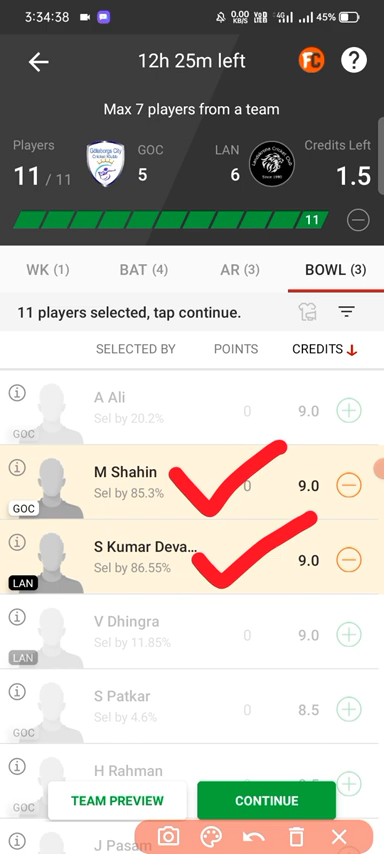 3:34:38 0.00 KB/S Vo LTE 4G 45%
12h 25m left FC ?
Max 7 players from a team
Players GOC LAN Credits Left
11 / 11 5 6 1.5
11
WK (1) BAT (4) AR (3) BOWL (3)
11 players selected, tap continue.
SELECTED BY POINTS CREDITS
A Ali
Sel by 20.2% 0 9.0
GOC
M Shahin
Sel by 85.3% 0 9.0
GOC
S Kumar Deva...
Sel by 86.55% 9.0
LAN
V Dhingra
Sel by 11.85% 0 9.0
LAN
S Patkar
Sel by 4.6% 0 8.5
GOC
H Rahman
GOC
TEAM PREVIEW CONTINUE
J Pasam